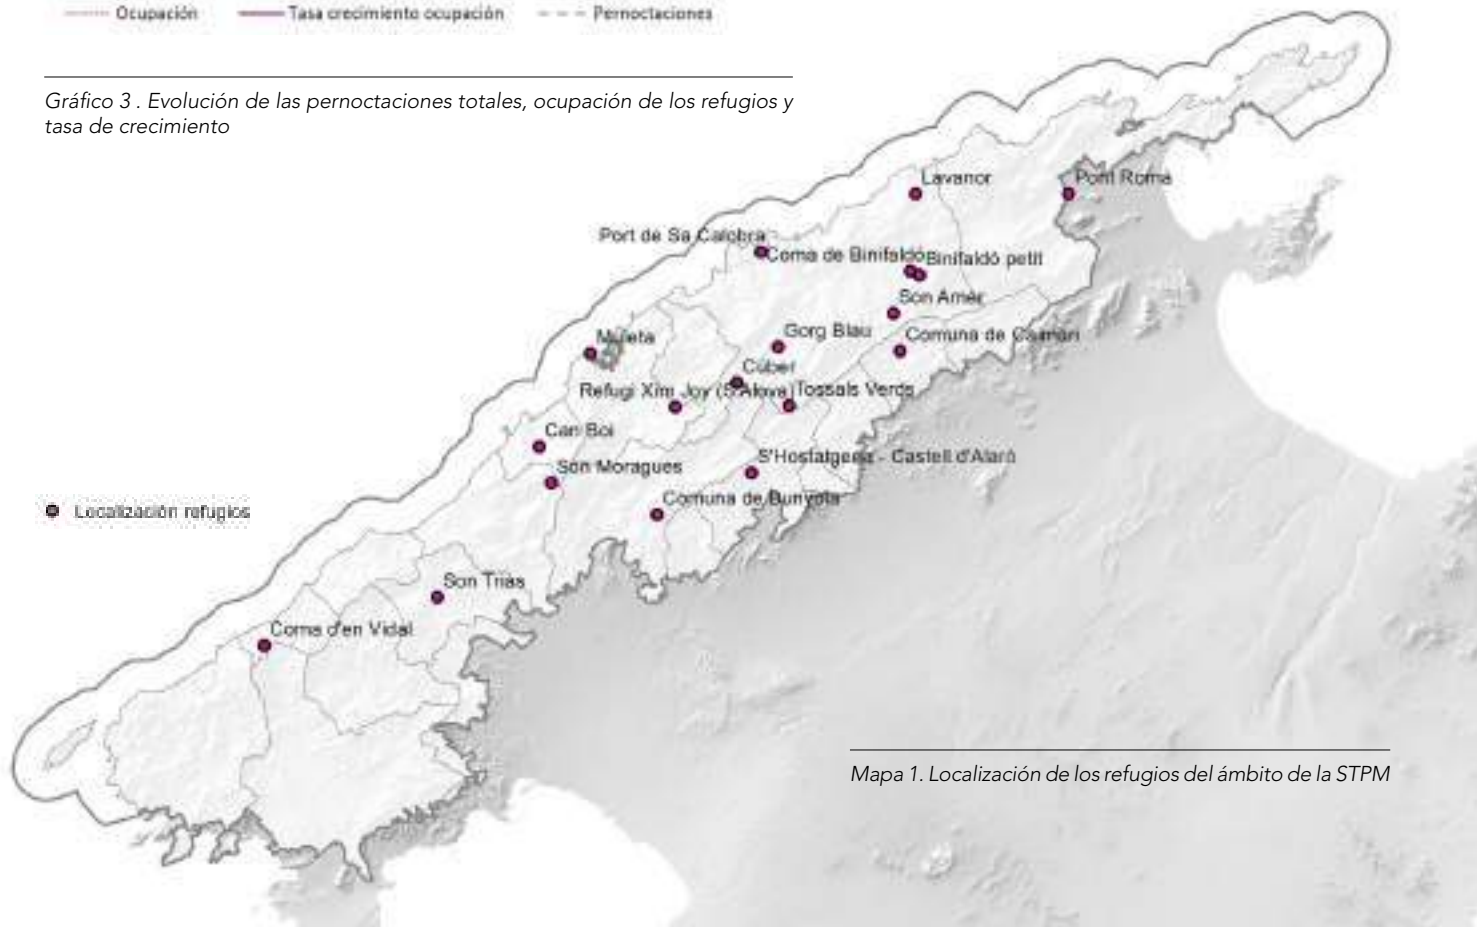 Ocupación Tasa crecimiento ocupación Pernoctaciones
Gráfico 3 . Evolución de las pernoctaciones totales, ocupación de los refugios y
tasa de crecimiento
Lavanor
Pont Roma
Port de Sa Calobra
Coma de Binifaldó
Binifaldó petit
Son Amer
Gorg Blau
Comuna de Caimari
Muleta
Cúber
Refugi Xim Joy (S'Alova)
Tossals Verds
Can Boi
S'Hostatgeria - Castell d'Alaró
Son Moragues
Comuna de Bunyola
Localización refugios
Son Trias
Coma d'en Vidal
Mapa 1. Localización de los refugios del ámbito de la STPM